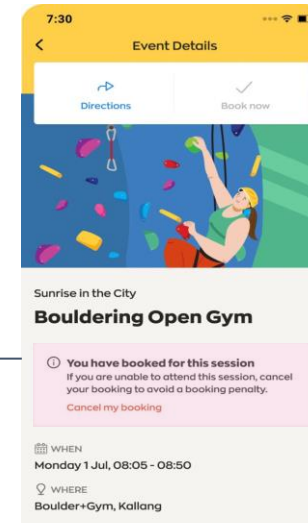 7:30
Event Details
Directions
Book now
Sunrise in the City
Bouldering Open Gym
You have booked for this session
If you are unable to attend this session, cancel
your booking to avoid a booking penalty.
Cancel my booking
WHEN
Monday 1 Jul, 08:05 - 08:50
WHERE
Boulder+Gym, Kallang